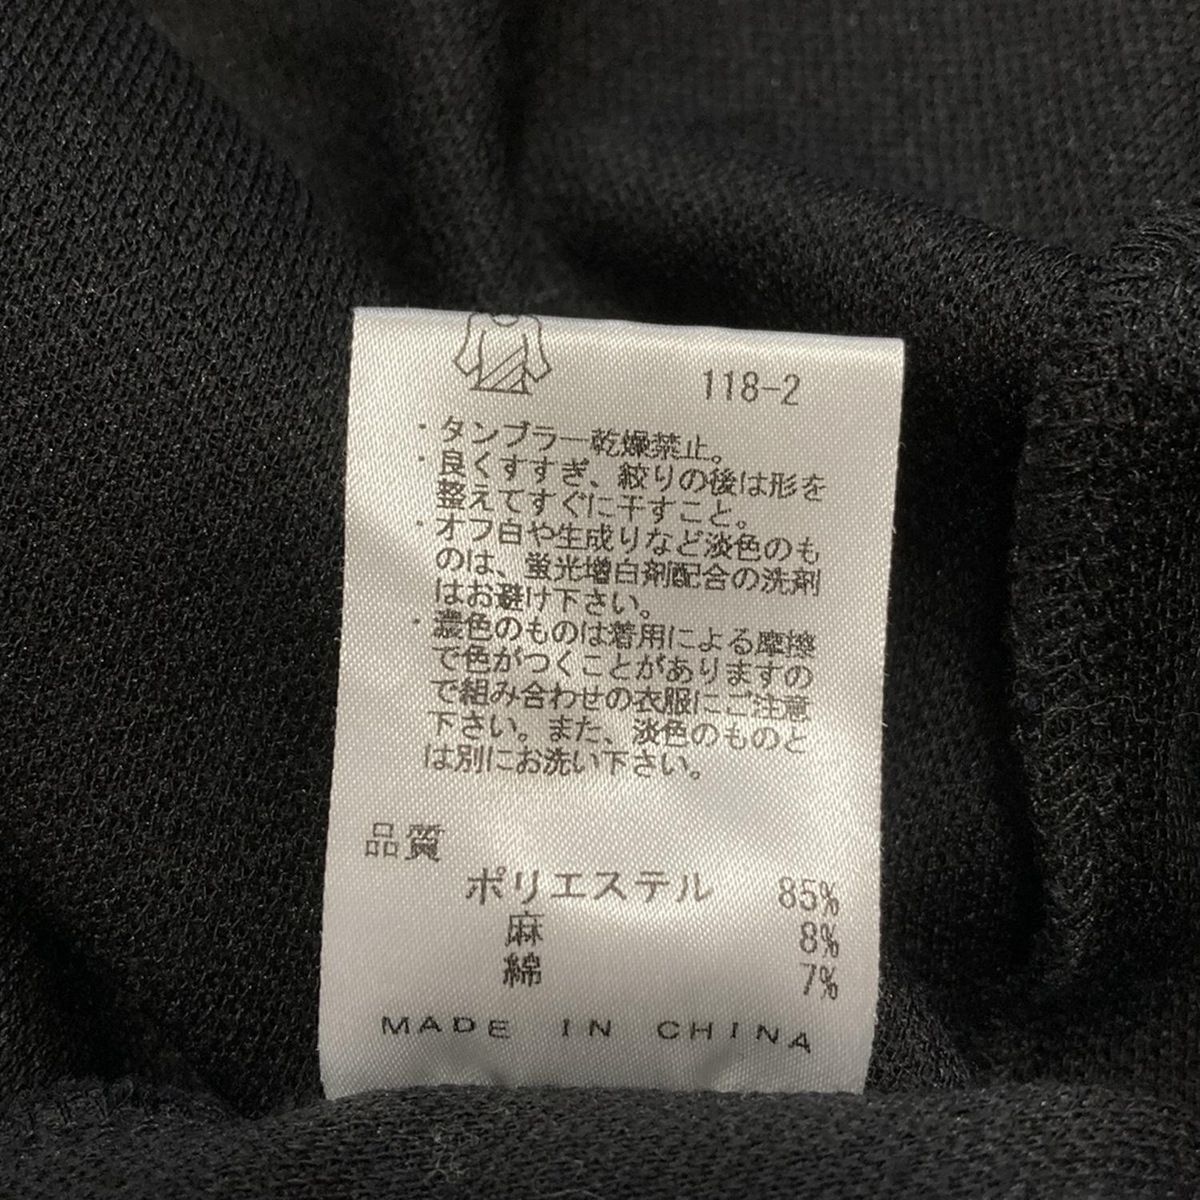 118-2
・タンブラー乾燥禁止。
・良くすすぎ、絞りの後は形を
整えてすぐに干すこと。
・オフ白や生成りなど淡色のも
のは、蛍光増白剤配合の洗剤
はお避け下さい。
・濃色のものは着用による摩擦
で色がつくことがありますの
で組み合わせの衣服にご注意
下さい。また、淡色のものと
は別にお洗い下さい。
品質
ポリエステル 85%
麻 8%
綿 7%
MADE IN CHINA